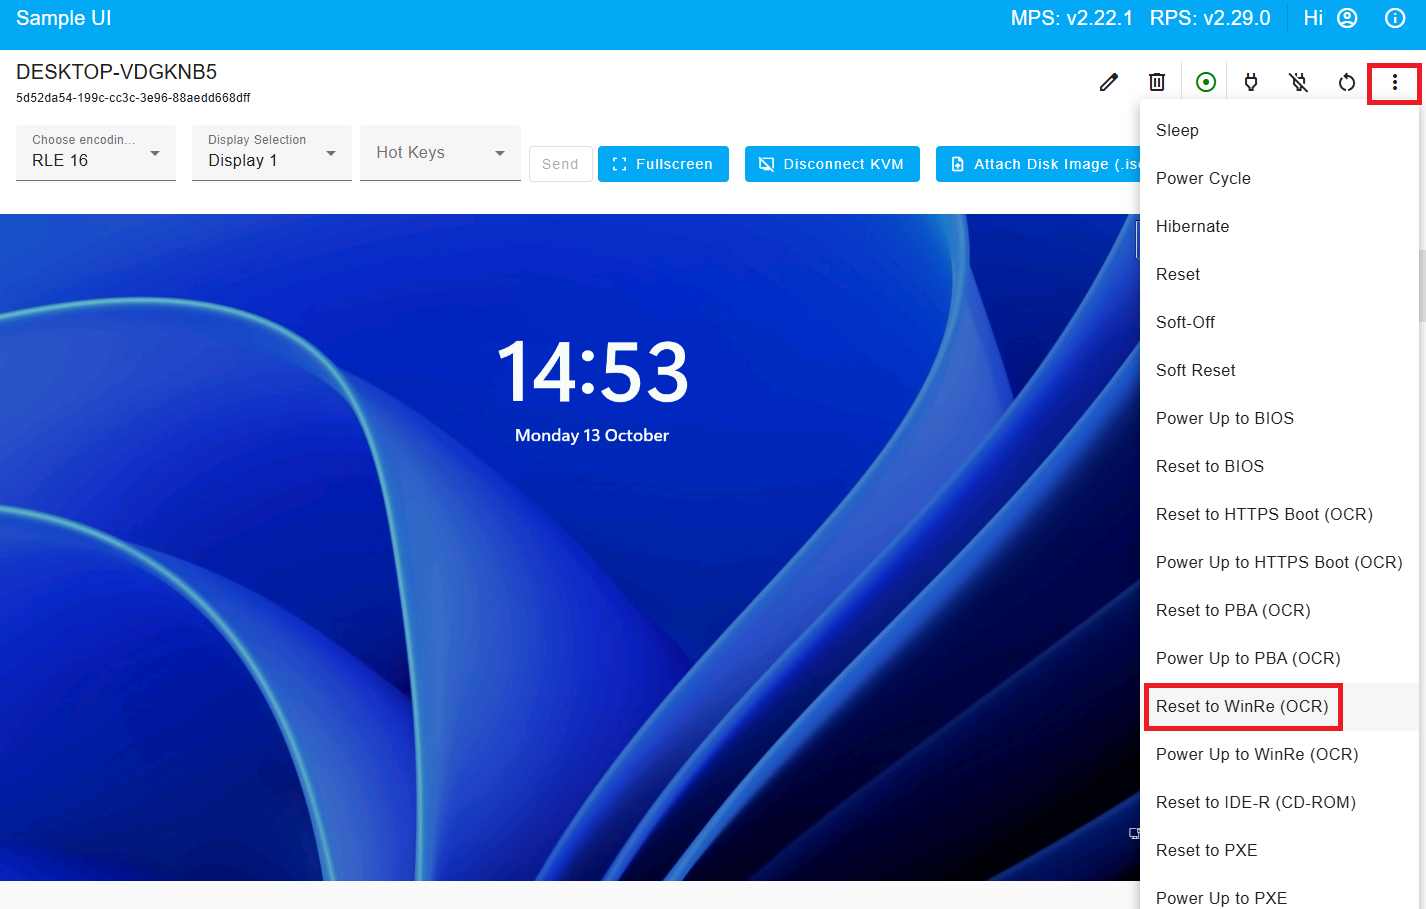 Sample UI
MPS: v2.22.1 RPS: v2.29.0 Hi
DESKTOP-VDGKNB5
5d52da54-199c-cc3c-3e96-88aedd668dff
Choose encodin...
RLE 16
Display Selection
Display 1
Hot Keys
Send
Fullscreen
Disconnect KVM
Attach Disk Image (.is
14:53
Monday 13 October
Sleep
Power Cycle
Hibernate
Reset
Soft-Off
Soft Reset
Power Up to BIOS
Reset to BIOS
Reset to HTTPS Boot (OCR)
Power Up to HTTPS Boot (OCR)
Reset to PBA (OCR)
Power Up to PBA (OCR)
Reset to WinRe (OCR)
Power Up to WinRe (OCR)
Reset to IDE-R (CD-ROM)
Reset to PXE
Power Up to PXE